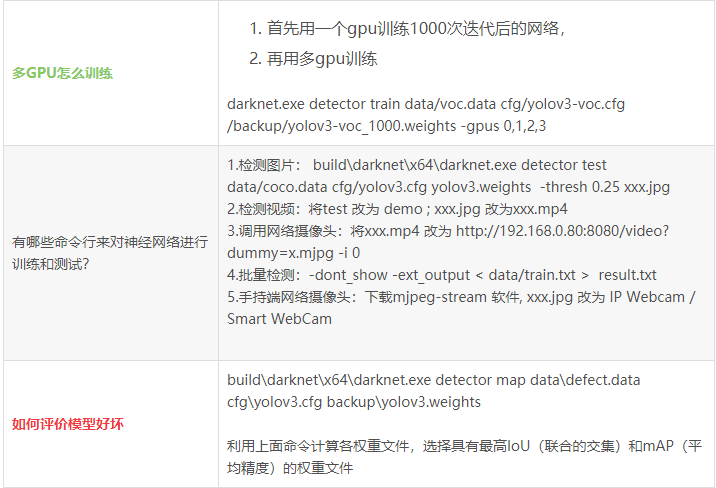 多GPU怎么训练
1. 首先用一个gpu训练1000次迭代后的网络，
2. 再用多gpu训练
darknet.exe detector train data/voc.data cfg/yolov3-voc.cfg
/backup/yolov3-voc_1000.weights -gpus 0,1,2,3
有哪些命令行来对神经网络进行
训练和测试？
1.检测图片： build\darknet\x64\darknet.exe detector test
data/coco.data cfg/yolov3.cfg yolov3.weights -thresh 0.25 xxx.jpg
2.检测视频：将test 改为 demo ; xxx.jpg 改为xxx.mp4
3.调用网络摄像头：将xxx.mp4 改为 http://192.168.0.80:8080/video?
dummy=x.mjpg -i 0
4.批量检测：-dont_show -ext_output < data/train.txt > result.txt
5.手持端网络摄像头：下载mjpeg-stream 软件, xxx.jpg 改为 IP Webcam /
Smart WebCam
如何评价模型好坏
build\darknet\x64\darknet.exe detector map data\defect.data
cfg\yolov3.cfg backup\yolov3.weights
利用上面命令计算各权重文件，选择具有最高IoU（联合的交集）和mAP（平
均精度）的权重文件